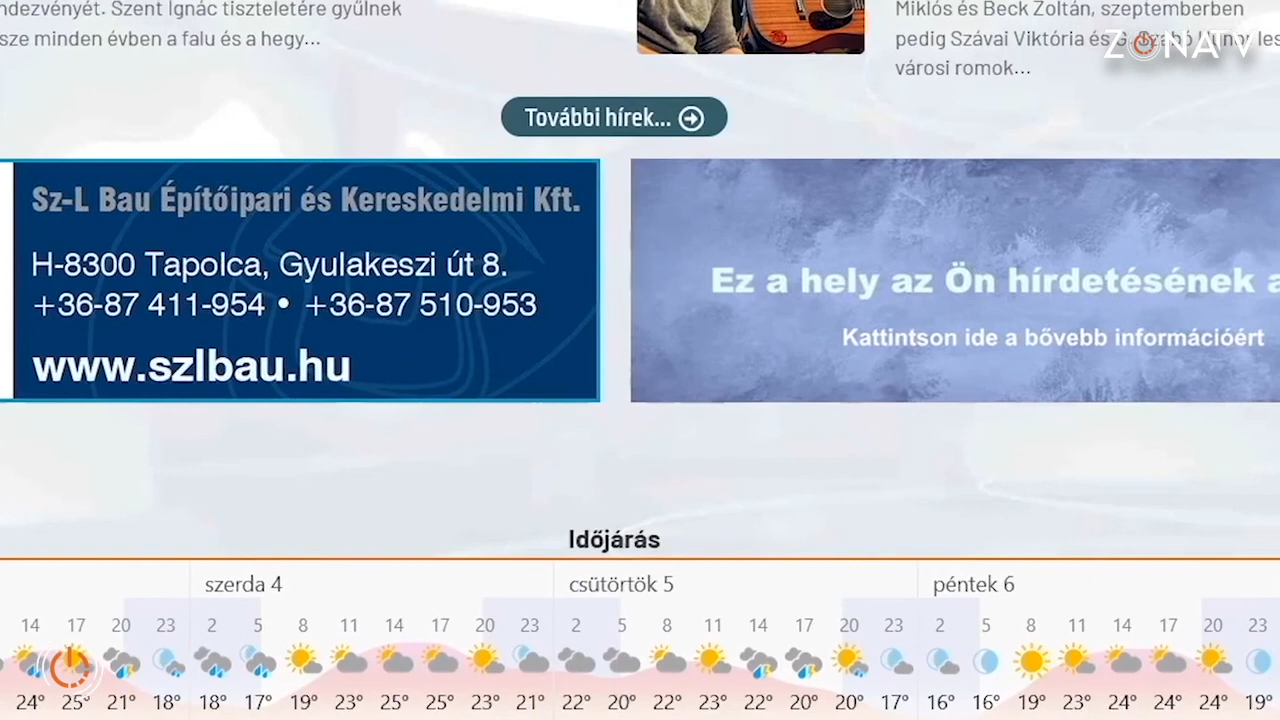 ndezvényét. Szent Ignác tiszteletére gyűlnek
sze minden évben a falu és a hegy...
Miklós és Beck Zoltán, szeptemberben
pedig Szávai Viktória és G. Szabó Hunor les
városi romok...
ZONA V
További hírek...
Sz-L Bau Építőipari és Kereskedelmi Kft.
H-8300 Tapolca, Gyulakeszi út 8.
+36-87 411-954 • +36-87 510-953
www.szlbau.hu
Ez a hely az Ön hírdetésének a
Kattintson ide a bővebb információért
Időjárás
szerda 4 csütörtök 5 péntek 6
14 17 20 23 2 5 8 11 14 17 20 23 2 5 8 11 14 17 20 23 2 5 8 11 14 17 20 23
24° 25° 21° 18° 18° 17° 19° 23° 25° 25° 23° 21° 22° 20° 22° 23° 22° 20° 20° 17° 16° 16° 19° 23° 24° 24° 24° 19°